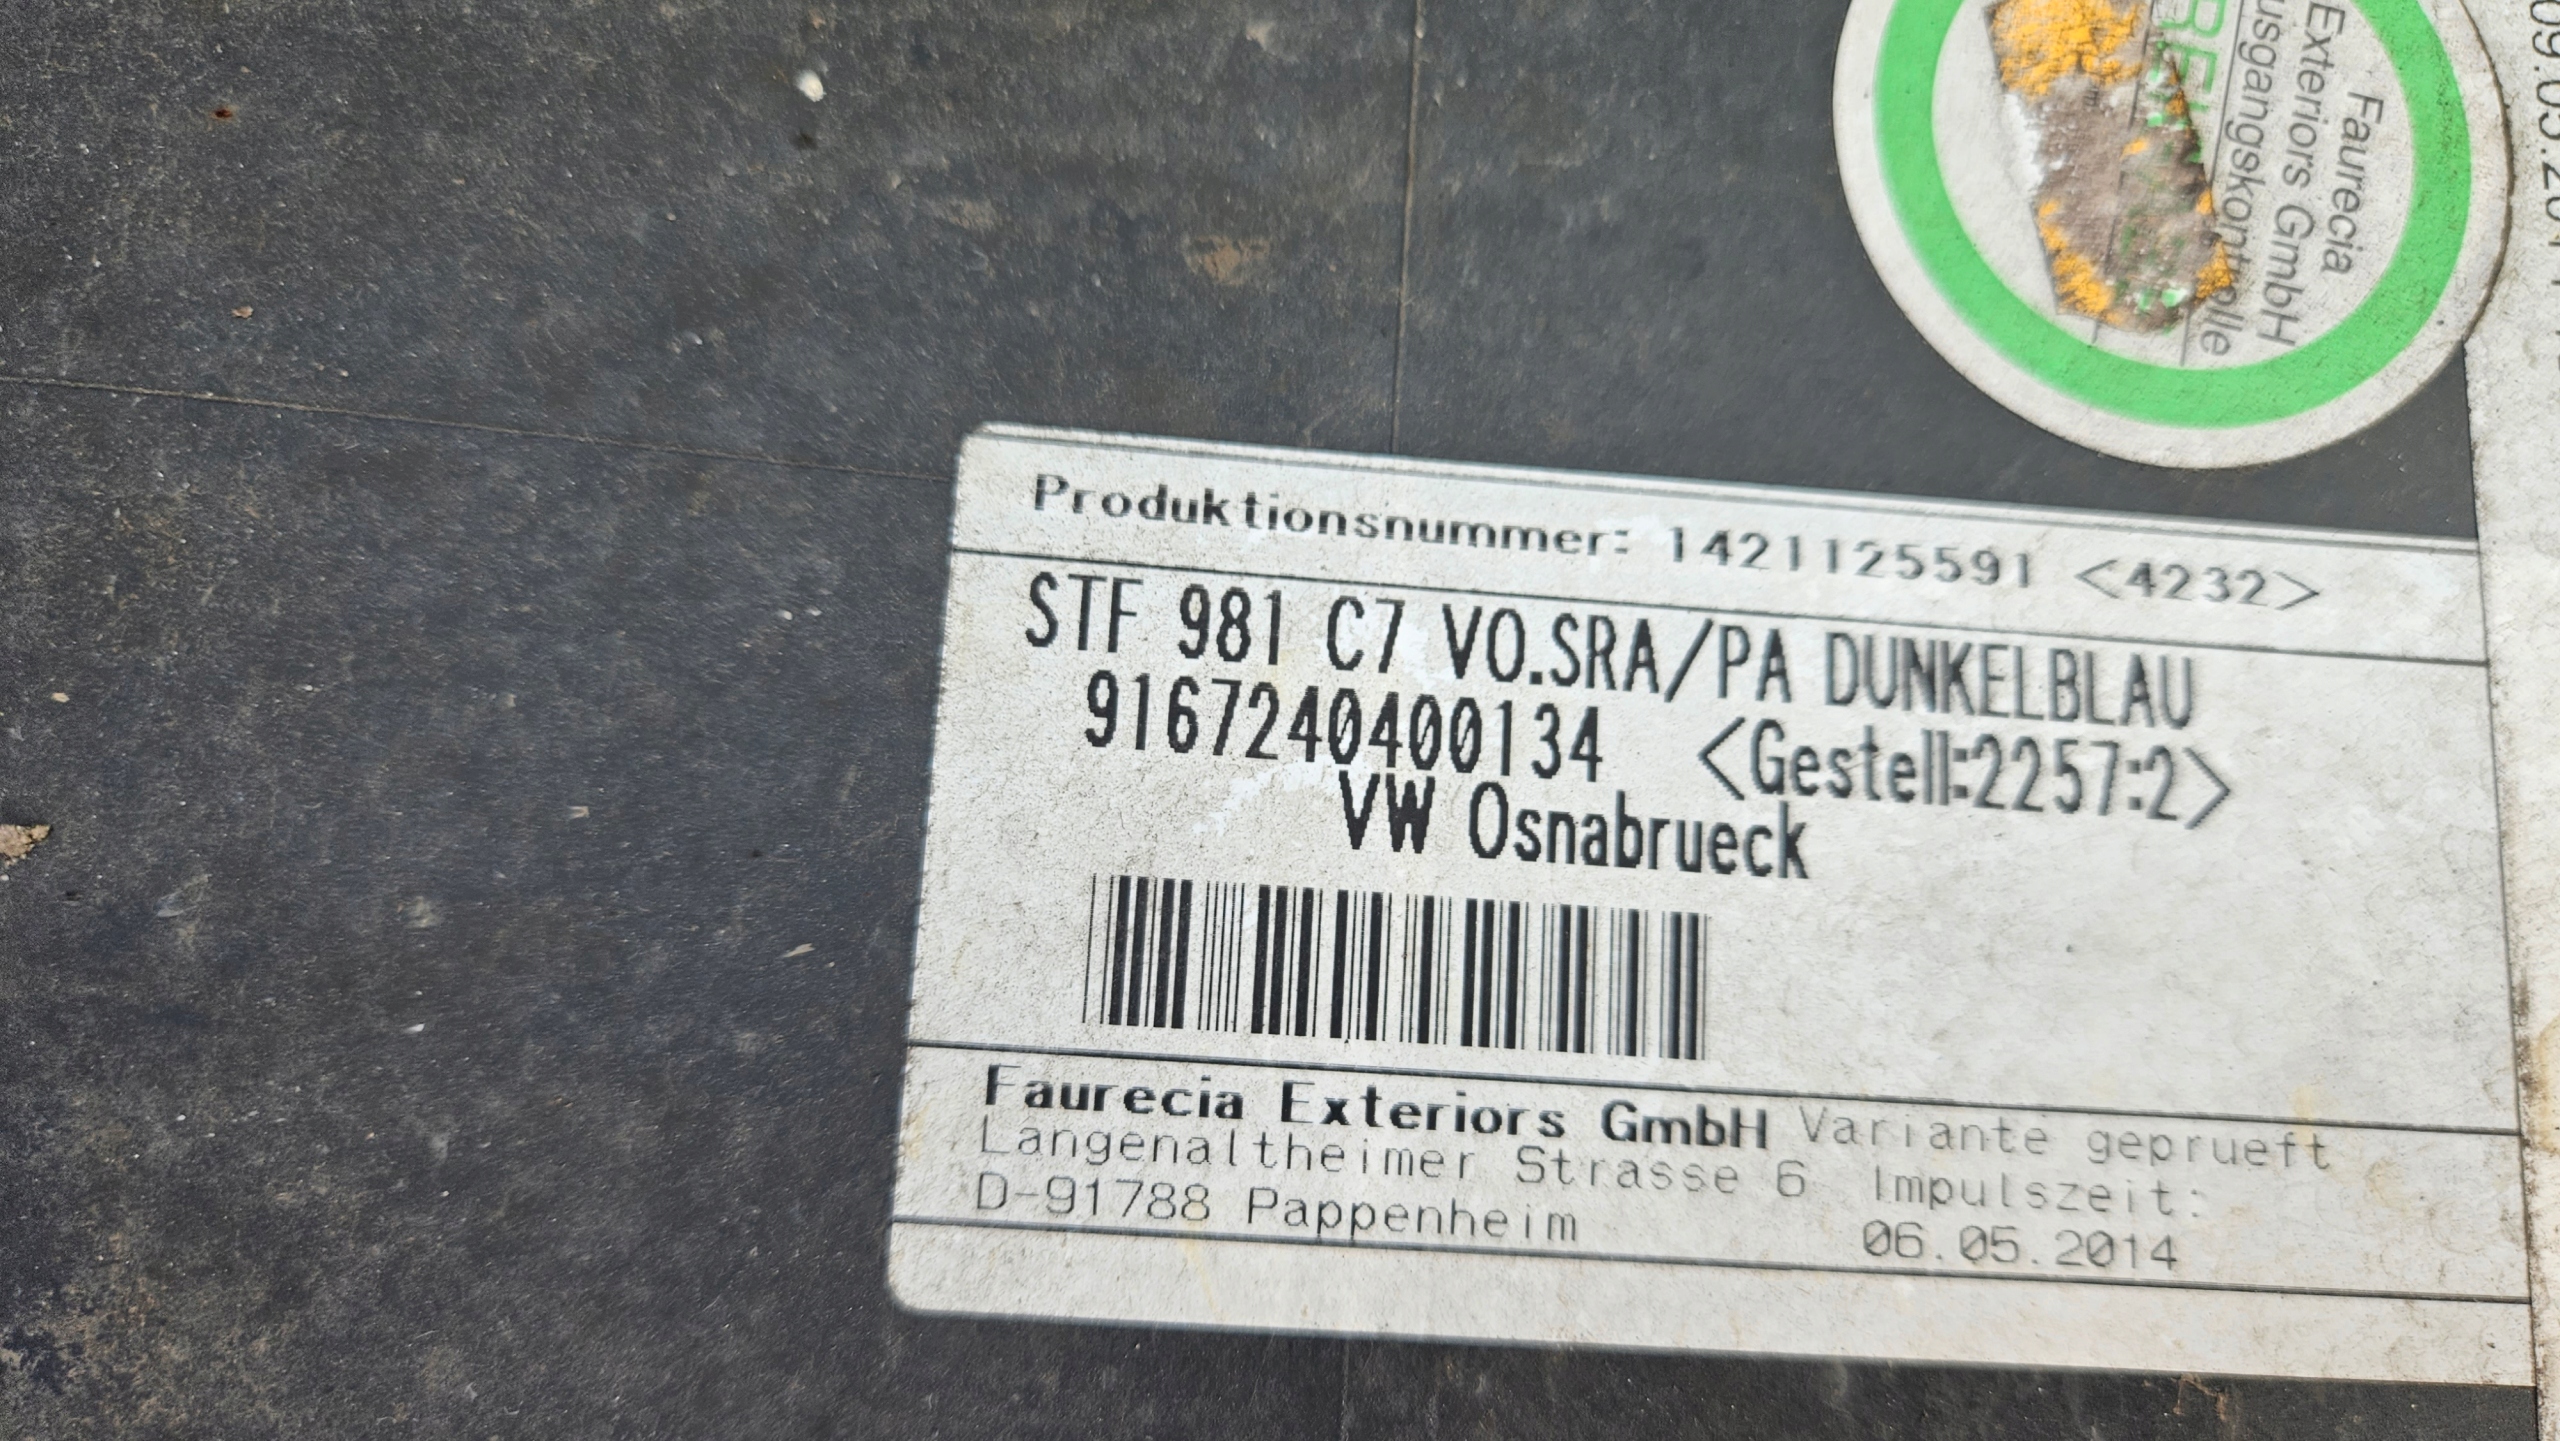 Faurecia
Exteriors GmbH
usgangskontrolle
Produktionsnummer: 1421125591 <4232>
STF 981 C7 VO.SRA/PA DUNKELBLAU
9167240400134 <Gestell:2257:2>
VW Osnabrueck
Faurecia Exteriors GmbH Variante geprueft
Langenaltheimer Strasse 6 Impulszeit:
D-91788 Pappenheim 06.05.2014